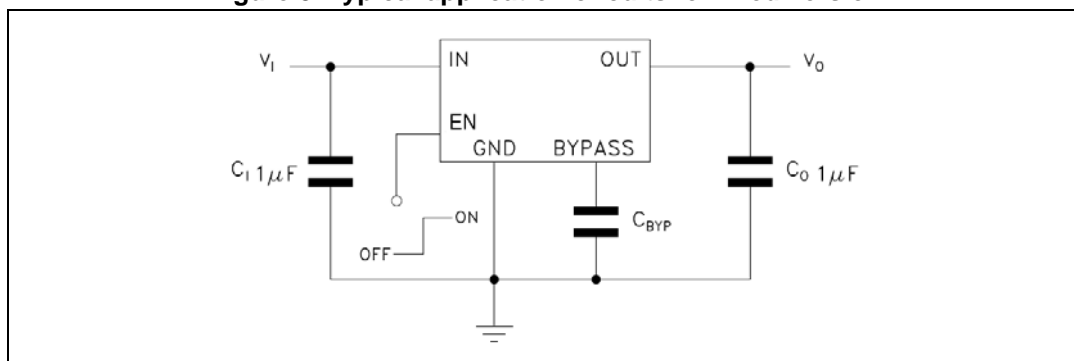 V_I IN OUT V_O
EN
GND BYPASS
C_I 1μF C_O 1μF
C_BYP
ON
OFF